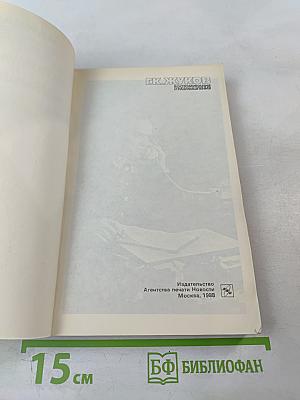 Г.К. ЖУКОВ
Издательство
Агентства печати Новости
Москва, 1988
15 см
БФ БИБЛИОФАН